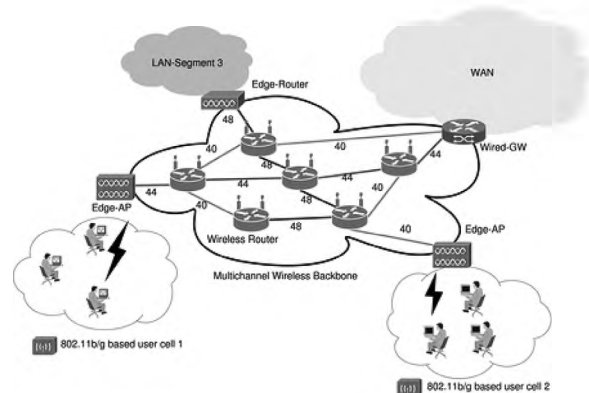 LAN-Segment 3
WAN
Edge-Router
48
40
40
Wired-GW
44
48
44
44
40
44
Edge-AP
40
48
Wireless Router
40
Edge-AP
Multichannel Wireless Backbone
802.11b/g based user cell 1
802.11b/g based user cell 2